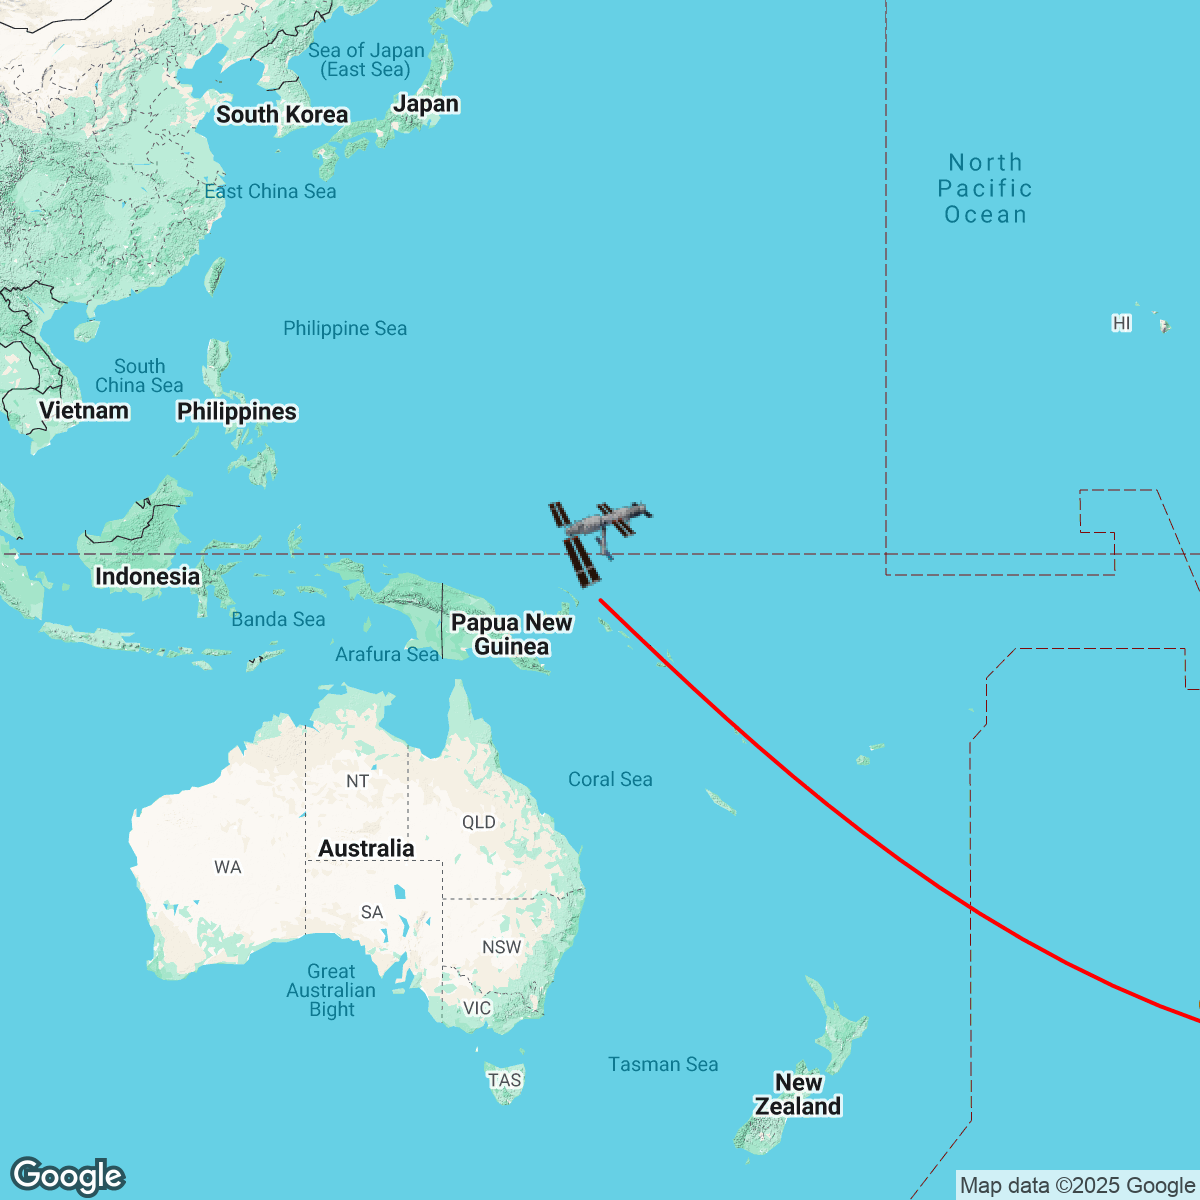 Sea of Japan
(East Sea)
Japan
South Korea
North
Pacific
Ocean
East China Sea
HI
Philippine Sea
South
China Sea
Vietnam
Philippines
Indonesia
Banda Sea
Papua New
Guinea
Arafura Sea
NT
Coral Sea
QLD
Australia
WA
SA
NSW
Great
Australian
Bight
VIC
Tasman Sea
TAS
New
Zealand
Google
Map data ©2025 Google